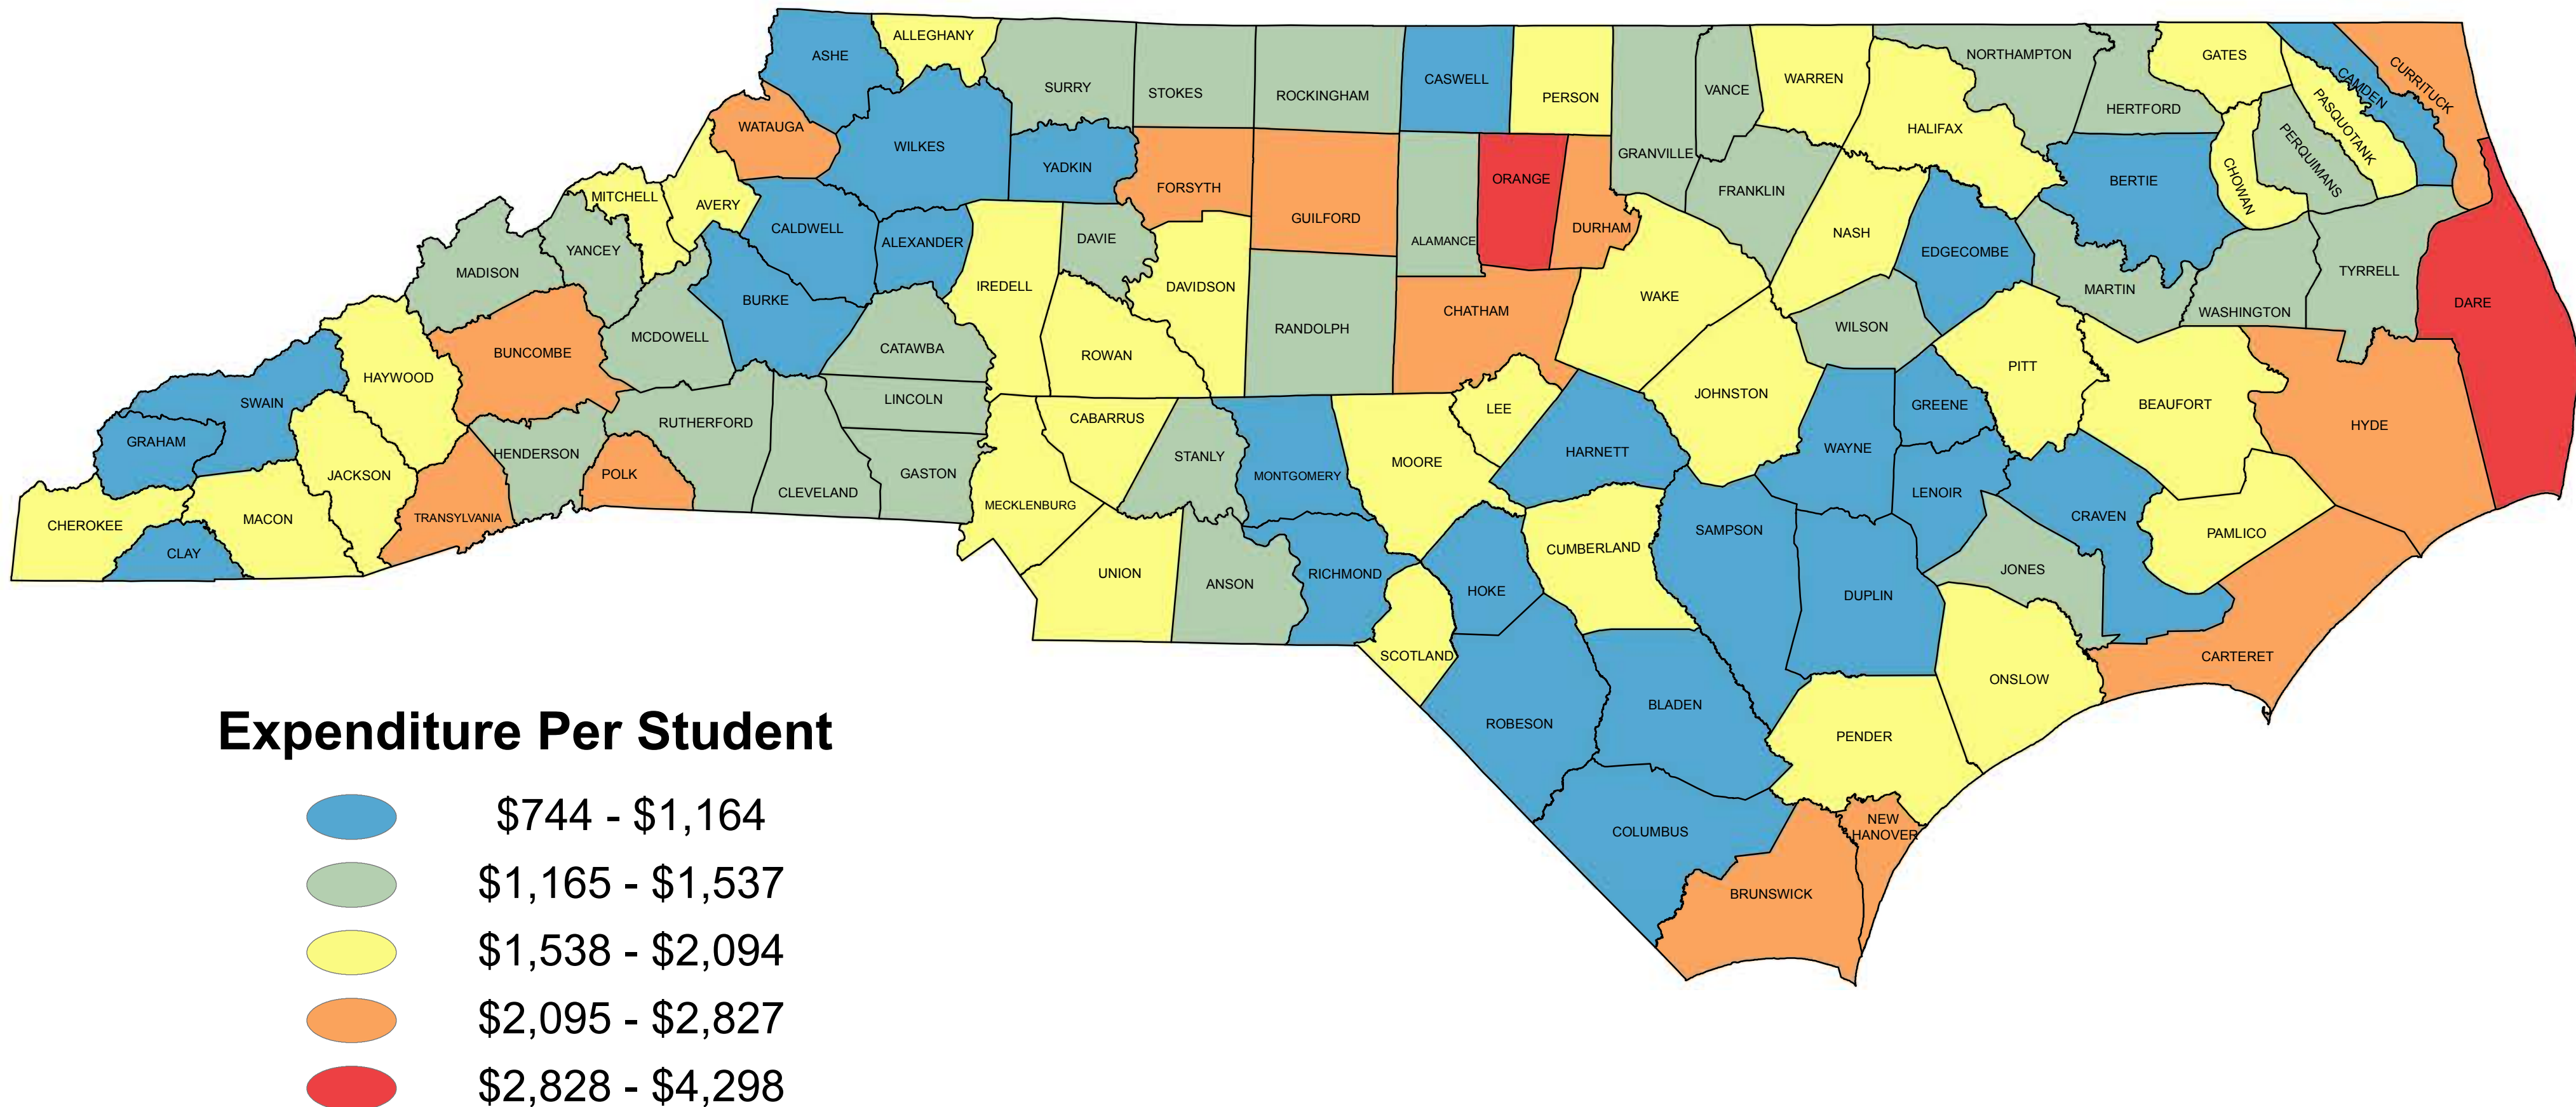 ASHE
ALLEGHANY
SURRY
STOKES
ROCKINGHAM
CASWELL
PERSON
VANCE
WARREN
NORTHAMPTON
HERTFORD
GATES
CAMDEN
CURRITUCK
PASQUOTANK
PERQUIMANS
CHOWAN
WATAUGA
WILKES
YADKIN
FORSYTH
GUILFORD
ALAMANCE
ORANGE
DURHAM
GRANVILLE
FRANKLIN
HALIFAX
BERTIE
MITCHELL
AVERY
CALDWELL
ALEXANDER
IREDELL
DAVIE
DAVIDSON
RANDOLPH
CHATHAM
WAKE
NASH
EDGECOMBE
MARTIN
WASHINGTON
TYRRELL
DARE
MADISON
YANCEY
MCDOWELL
BURKE
CATAWBA
ROWAN
WILSON
PITT
BEAUFORT
HYDE
SWAIN
HAYWOOD
BUNCOMBE
RUTHERFORD
LINCOLN
CABARRUS
STANLY
MONTGOMERY
MOORE
LEE
HARNETT
JOHNSTON
WAYNE
GREENE
LENOIR
CRAVEN
PAMLICO
GRAHAM
JACKSON
HENDERSON
POLK
CLEVELAND
GASTON
MECKLENBURG
CHEROKEE
CLAY
MACON
TRANSYLVANIA
UNION
ANSON
RICHMOND
HOKE
CUMBERLAND
SAMPSON
DUPLIN
JONES
CARTERET
SCOTLAND
ROBESON
BLADEN
PENDER
ONSLOW
COLUMBUS
BRUNSWICK
NEW
HANOVER
Expenditure Per Student
$744 - $1,164
$1,165 - $1,537
$1,538 - $2,094
$2,095 - $2,827
$2,828 - $4,298